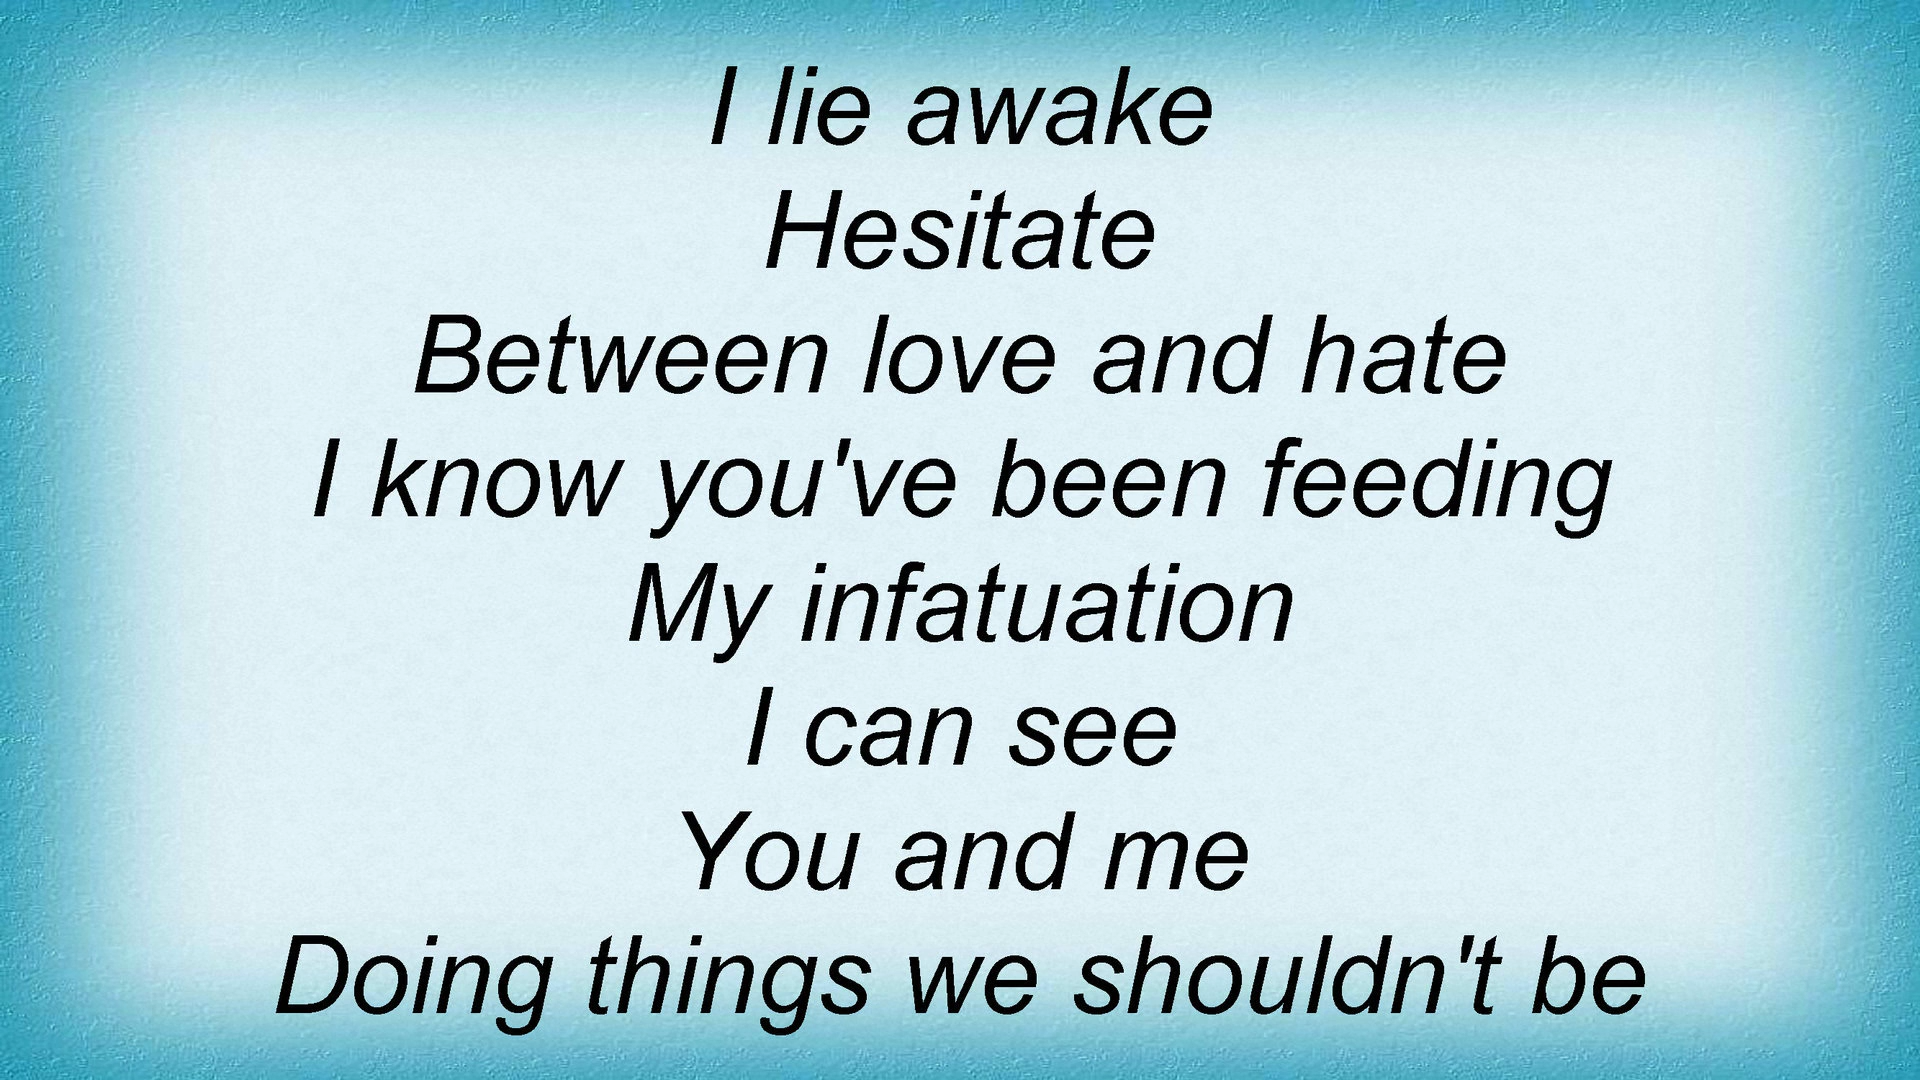 I lie awake
Hesitate
Between love and hate
I know you've been feeding
My infatuation
I can see
You and me
Doing things we shouldn't be